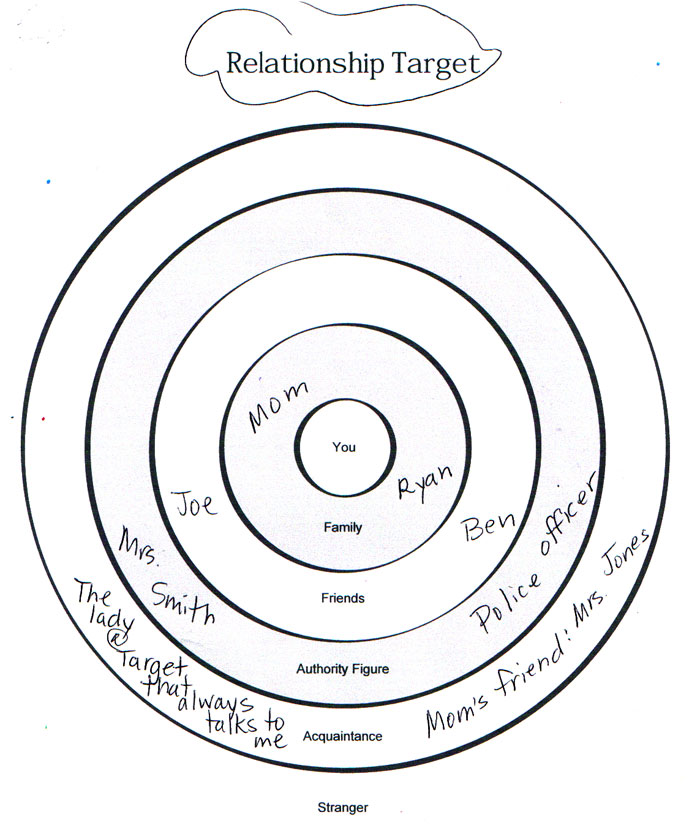 Relationship Target
Mom
You
Ryan
Joe
Family
Ben
Mrs.
Smith
Police officer
Friends
The
lady
@
Target
that
always
talks to
me
Mom's friend: Mrs. Jones
Authority Figure
Acquaintance
Stranger